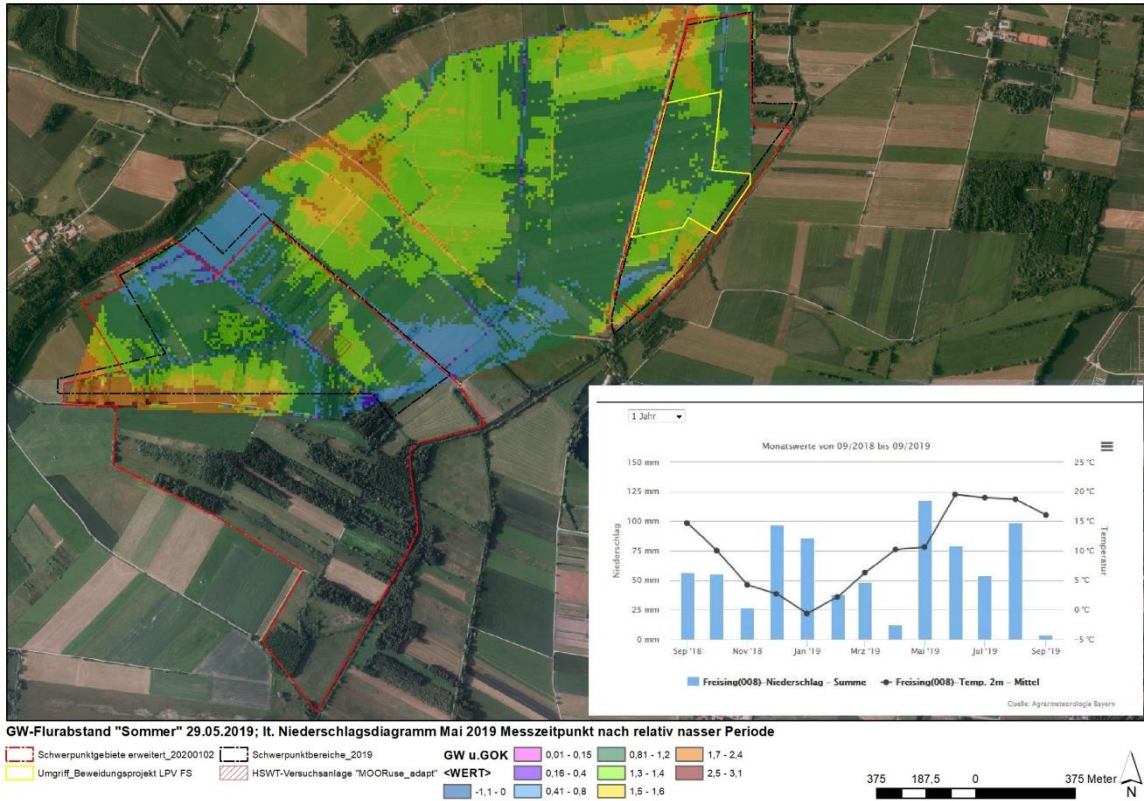 1 Jahr
Monatswerte von 09/2018 bis 09/2019
150 mm
125 mm
100 mm
75 mm
50 mm
25 mm
0 mm
Niederschlag
25 °C
20 °C
15 °C
10 °C
5 °C
0 °C
-5 °C
Temperatur
Sep '18 Nov '18 Jan '19 Mrz '19 Mai '19 Jul '19 Sep '19
Freising(008)-Niederschlag - Summe Freising(008)-Temp. 2m - Mittel
Quelle: Agrarmeteorologie Bayern
GW-Flurabstand "Sommer" 29.05.2019; lt. Niederschlagsdiagramm Mai 2019 Messzeitpunkt nach relativ nasser Periode
Schwerpunktgebiete erweitert_20200102 Schwerpunktbereiche_2019
Umgriff_Beweidungsprojekt LPV FS HSWT-Versuchsanlage "MOORuse_adapt"
GW u.GOK
<WERT>
-1,1 - 0
0,01 - 0,15
0,16 - 0,4
0,41 - 0,8
0,81 - 1,2
1,3 - 1,4
1,5 - 1,6
1,7 - 2,4
2,5 - 3,1
375 187,5 0 375 Meter
N